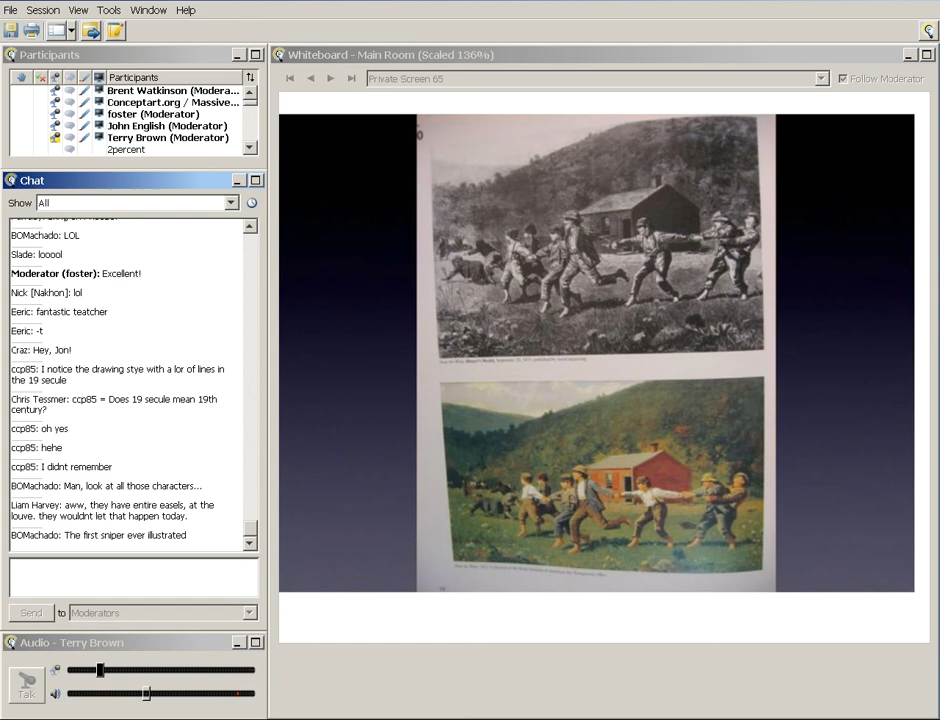 File Session View Tools Window Help
Participants
Whiteboard - Main Room (Scaled 136%)
Private Screen 65
Follow Moderator
Participants
Brent Watkinson (Modera...
Conceptart.org / Massive...
foster (Moderator)
John English (Moderator)
Terry Brown (Moderator)
2percent
Chat
Show All
BOMachado: LOL
Slade: looool
Moderator (foster): Excellent!
Nick [Nakhon]: lol
Eeric: fantastic teatcher
Eeric: -t
Craz: Hey, Jon!
ccp85: I notice the drawing stye with a lor of lines in
the 19 secule
Chris Tessmer: ccp85 = Does 19 secule mean 19th
century?
ccp85: oh yes
ccp85: hehe
ccp85: I didnt remember
BOMachado: Man, look at all those characters...
Liam Harvey: aww, they have entire easels, at the
louve. they wouldnt let that happen today.
BOMachado: The first sniper ever illustrated
Send to Moderators
Audio - Terry Brown
Talk